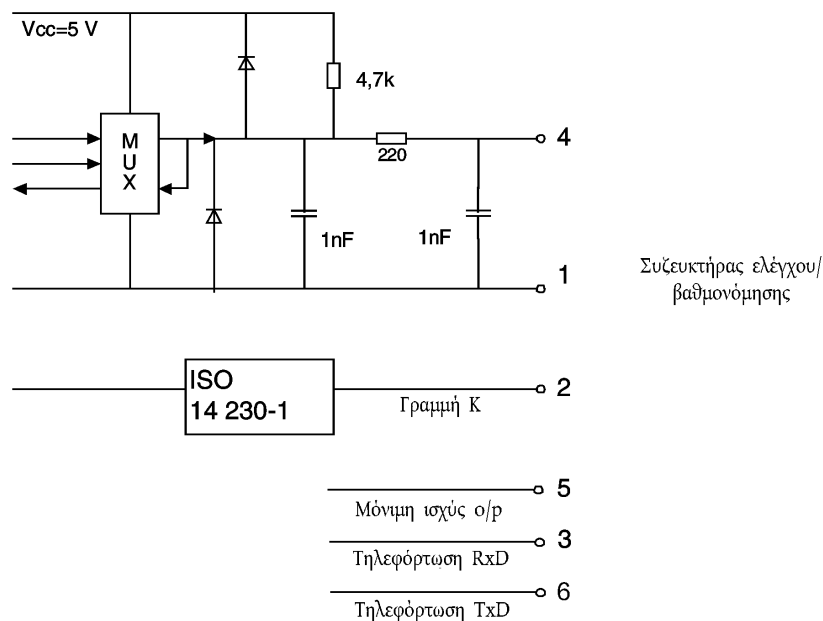 Vcc=5 V
4,7k
M
U
X
4
220
1nF
1nF
1
Συζευκτήρας ελέγχου/
βαθμονόμησης
ISO
14 230-1
2
Γραμμή Κ
5
Μόνιμη ισχύς o/p
3
Τηλεφόρτωση RxD
6
Τηλεφόρτωση TxD